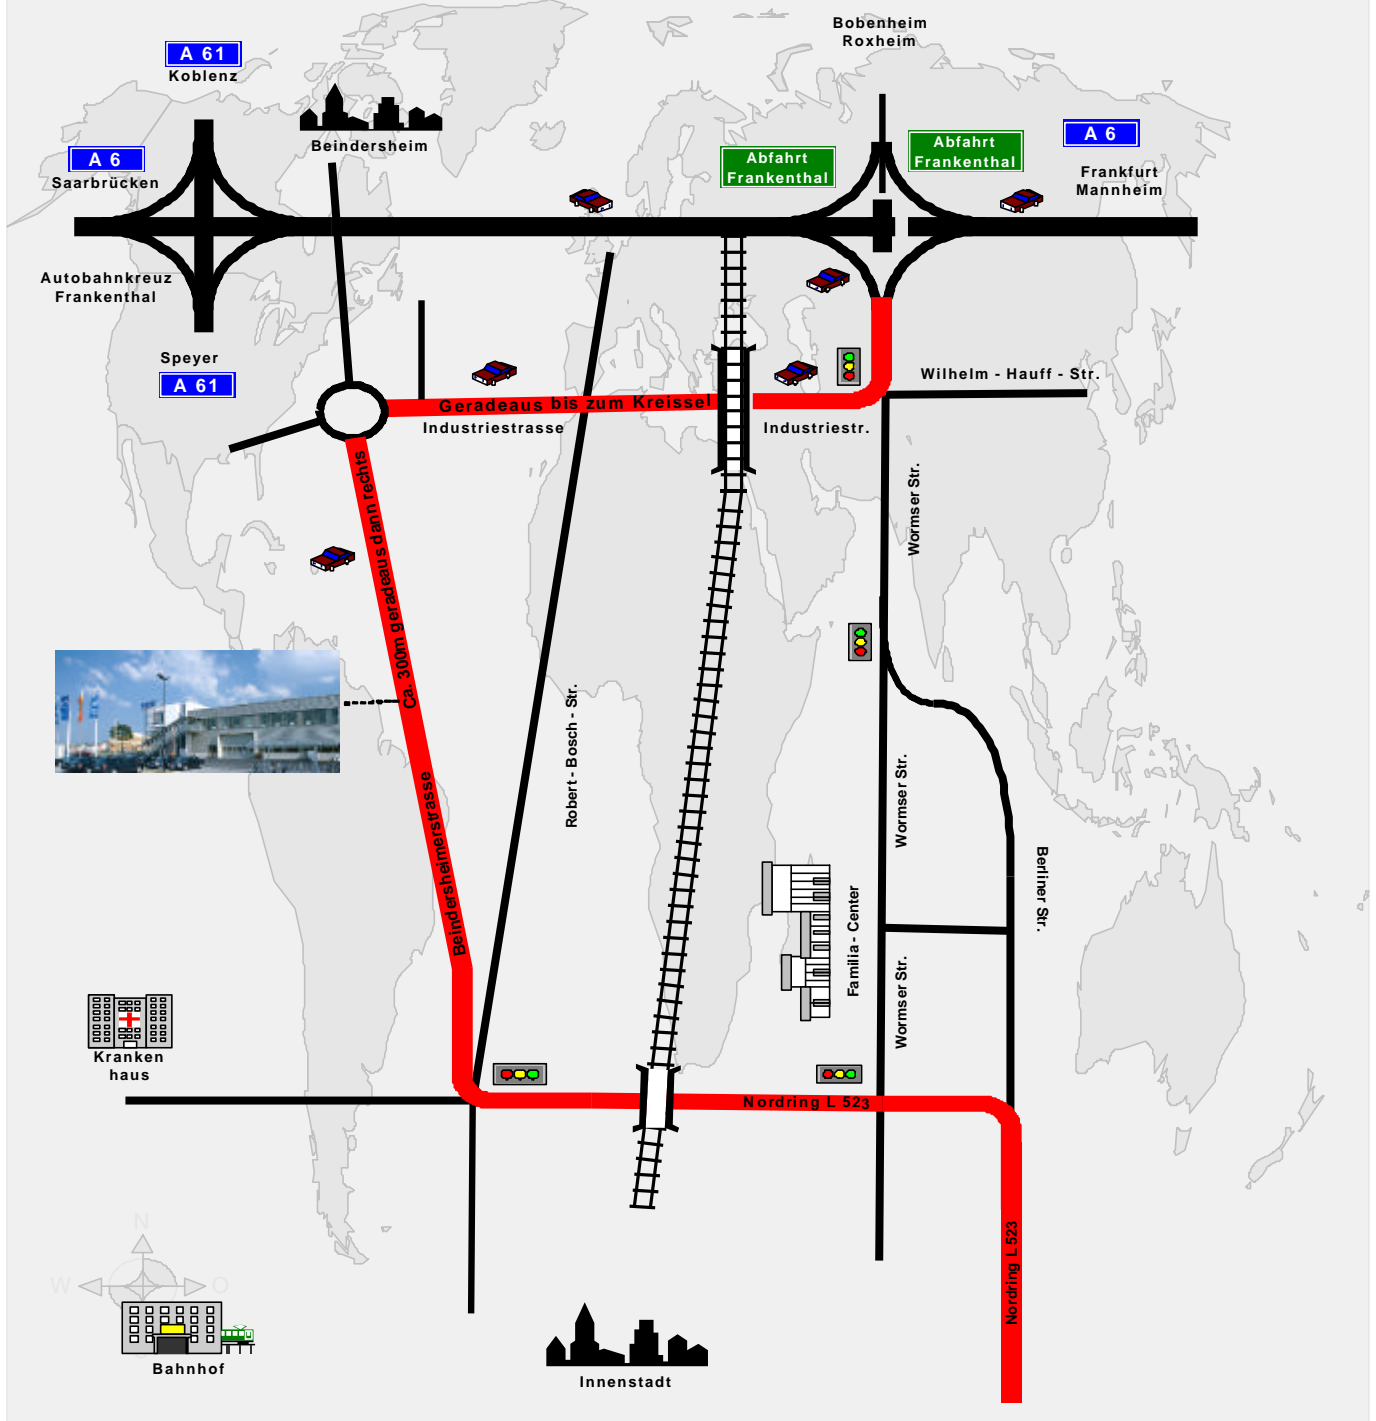 Bobenheim
Roxheim
A 61
Koblenz
A 6
Abfahrt
Frankenthal
Abfahrt
Frankenthal
Beindersheim
A 6
Saarbrücken
Frankfurt
Mannheim
Autobahnkreuz
Frankenthal
Speyer
A 61
Wilhelm - Hauff - Str.
Geradeaus bis zum Kreissel
Industriestrasse
Industriestr.
Ca. 300m geradeaus dann rechts
Wormser Str.
Robert - Bosch - Str.
Wormser Str.
Beindersheimerstrasse
Berliner Str.
Familia - Center
Wormser Str.
Kranken
haus
Nordring L 523
Nordring L 523
N
W
O
Bahnhof
Innenstadt